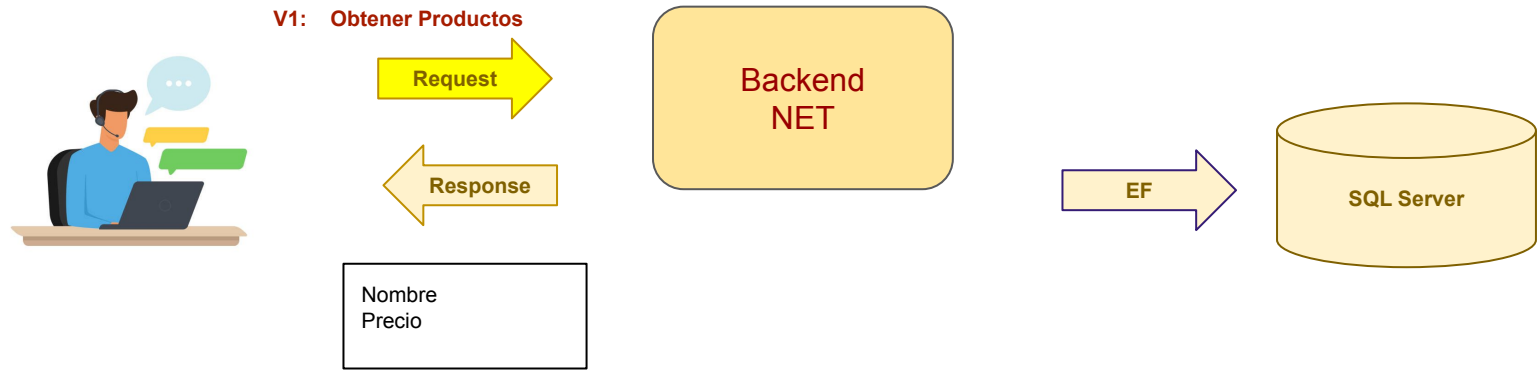 V1: Obtener Productos
Request
Backend
NET
Response
EF
SQL Server
Nombre
Precio